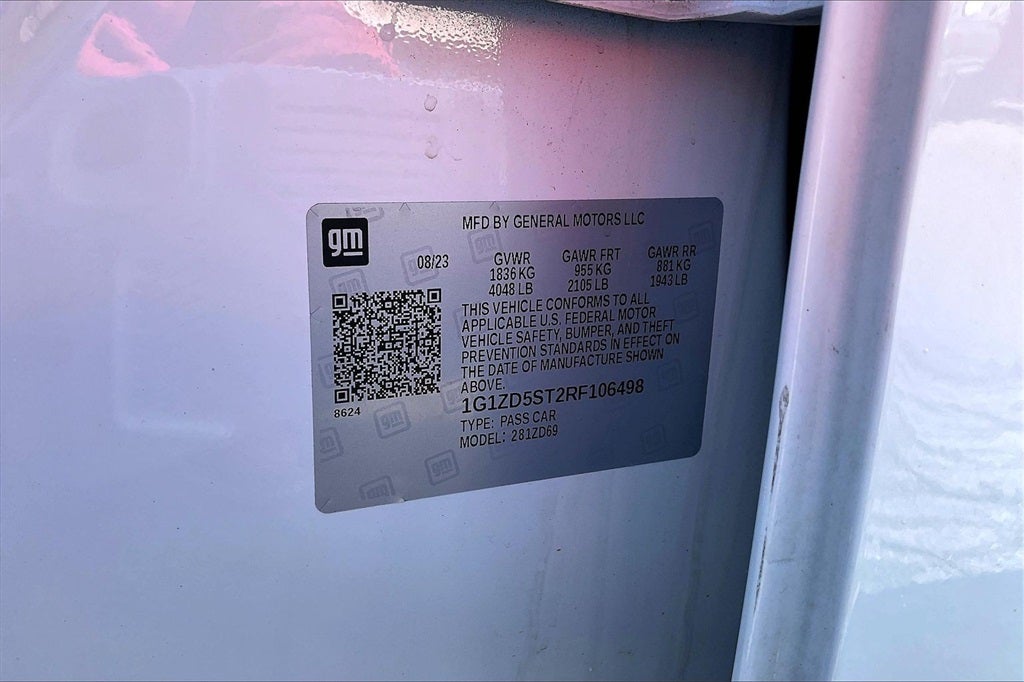 gm
MFD BY GENERAL MOTORS LLC
08/23 GVWR GAWR FRT GAWR RR
1836 KG 955 KG 881 KG
4048 LB 2105 LB 1943 LB
THIS VEHICLE CONFORMS TO ALL
APPLICABLE U.S. FEDERAL MOTOR
VEHICLE SAFETY, BUMPER, AND THEFT
PREVENTION STANDARDS IN EFFECT ON
THE DATE OF MANUFACTURE SHOWN
ABOVE.
8624
1G1ZD5ST2RF106498
TYPE: PASS CAR
MODEL: 281ZD69